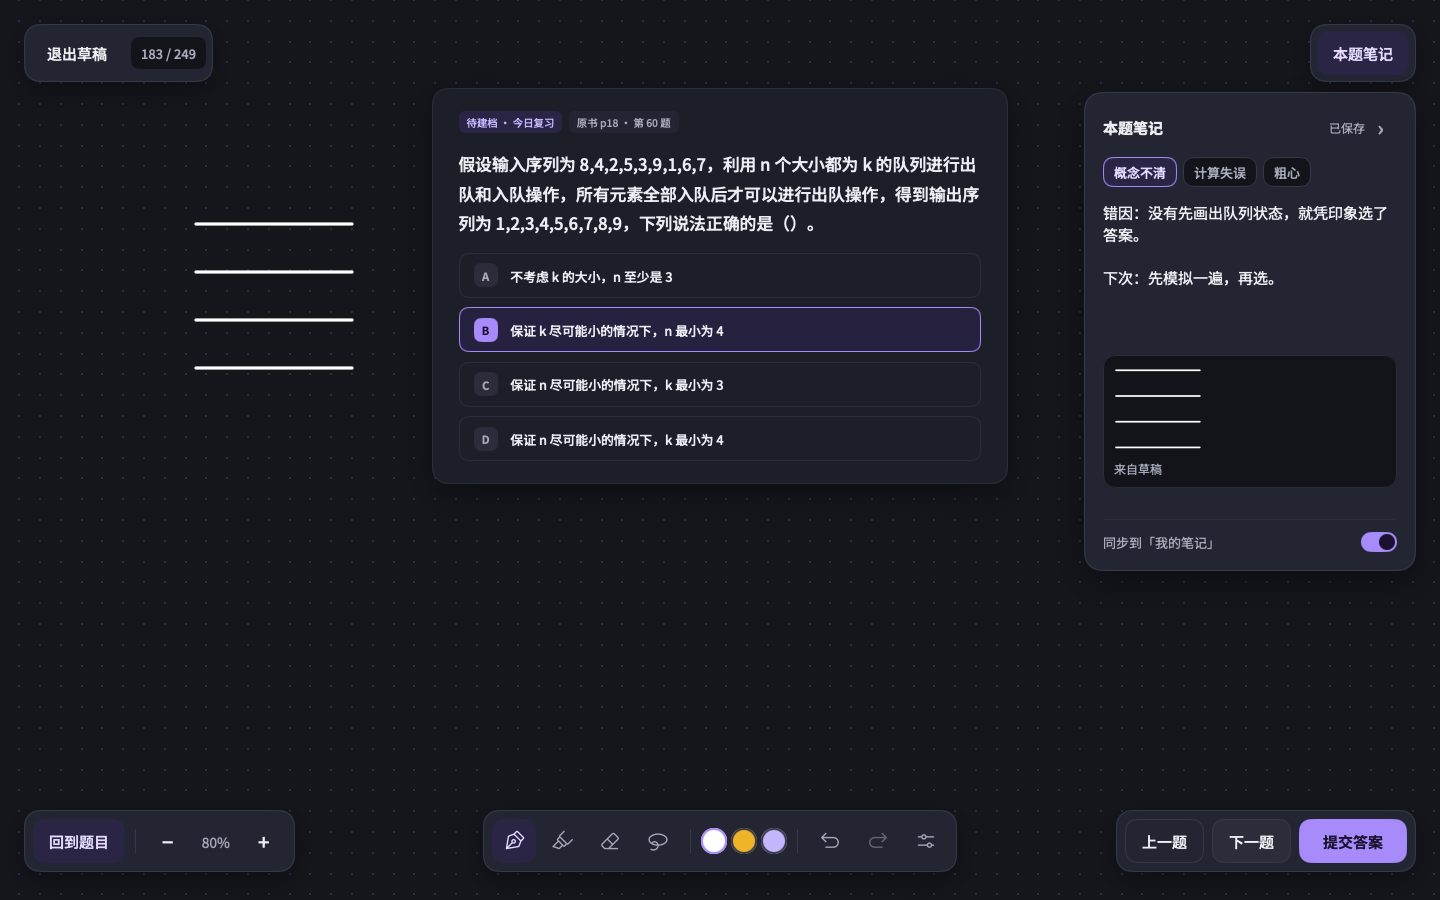 退出草稿
183 / 249
本题笔记
待建档 · 今日复习
原书 p18 · 第 60 题
假设输入序列为 8,4,2,5,3,9,1,6,7，利用 n 个大小都为 k 的队列进行出
队和入队操作，所有元素全部入队后才可以进行出队操作，得到输出序
列为 1,2,3,4,5,6,7,8,9，下列说法正确的是（）。
A 不考虑 k 的大小，n 至少是 3
B 保证 k 尽可能小的情况下，n 最小为 4
C 保证 n 尽可能小的情况下，k 最小为 3
D 保证 n 尽可能小的情况下，k 最小为 4
本题笔记
已保存
概念不清
计算失误
粗心
错因：没有先画出队列状态，就凭印象选了
答案。
下次：先模拟一遍，再选。
来自草稿
同步到「我的笔记」
回到题目
80%
上一题
下一题
提交答案